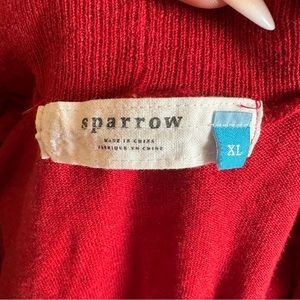 sparrow
MADE IN CHINA
FABRIQUÉ EN CHINE
XL